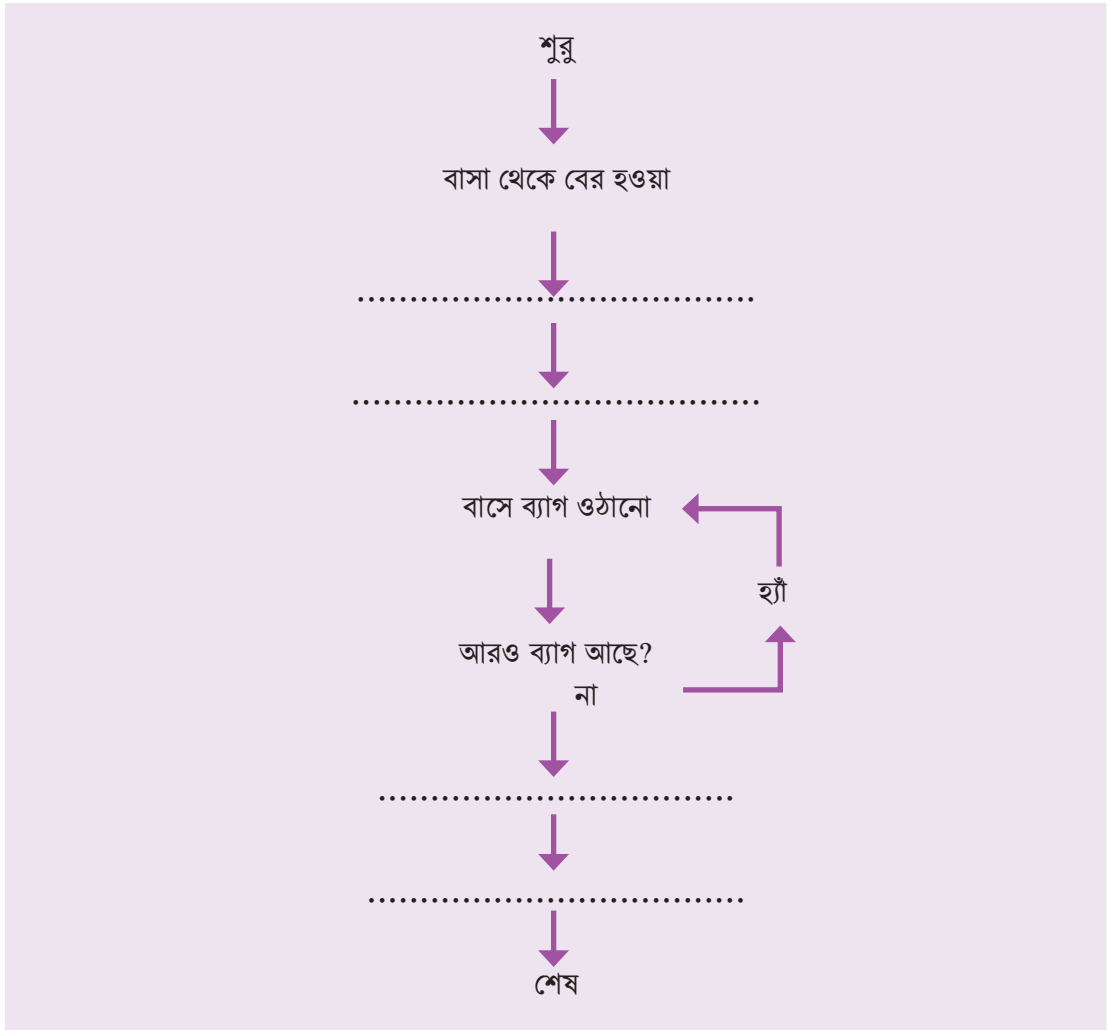 শুরু
বাসা থেকে বের হওয়া
......................................
.......................................
বাসে ব্যাগ ওঠানো
হ্যাঁ
আরও ব্যাগ আছে?
না
..................................
....................................
শেষ